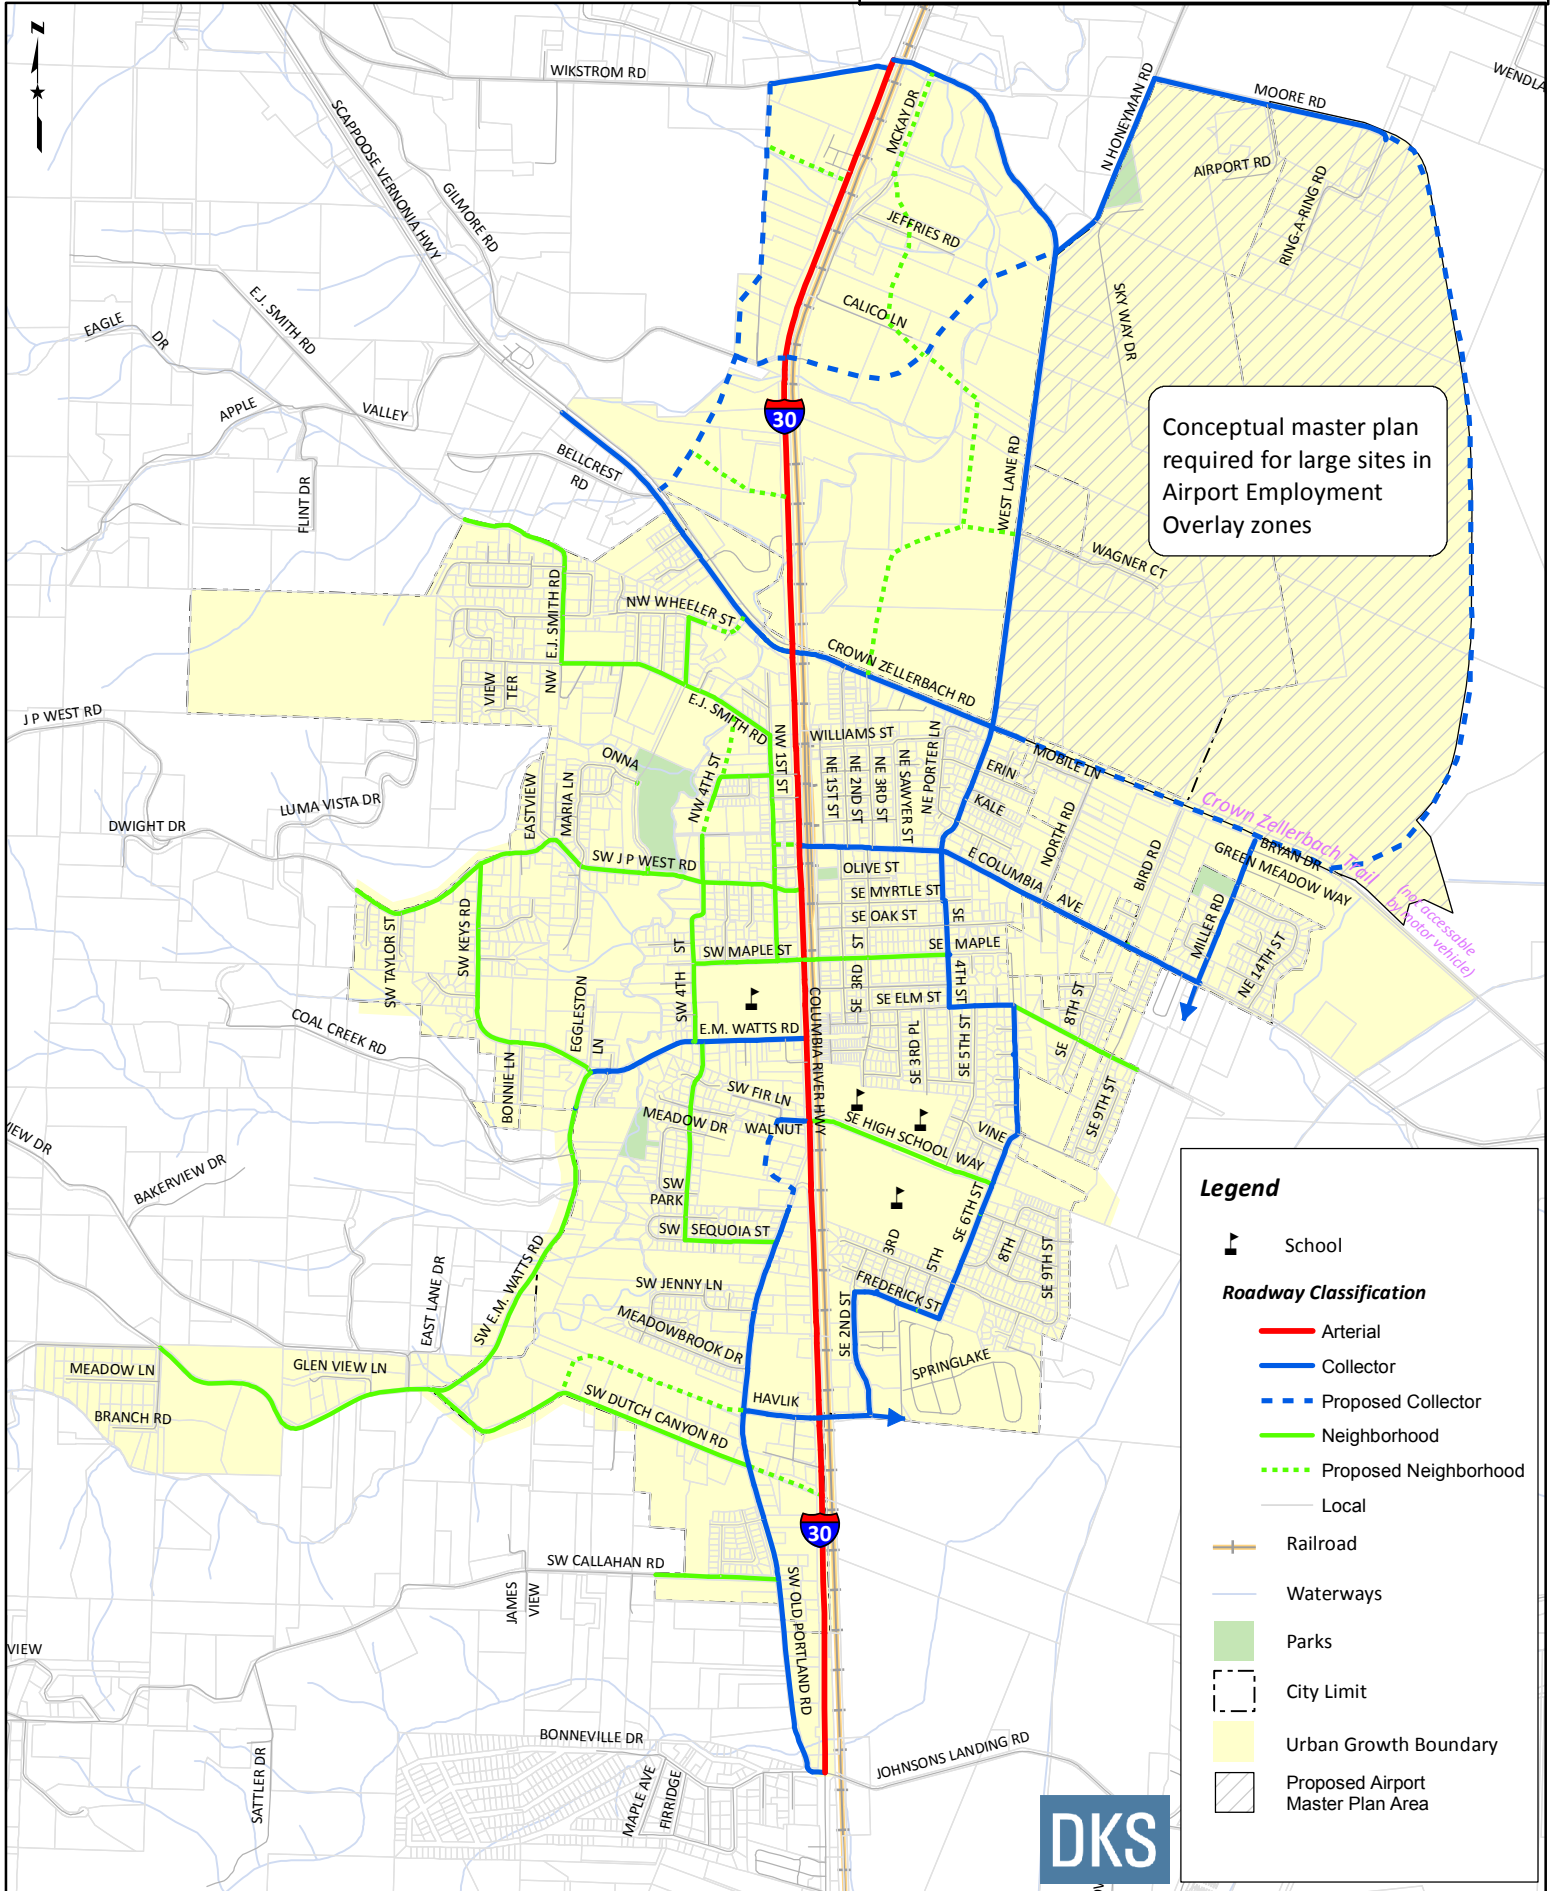 N
WIKSTROM RD
SCAPPOOSE VERNONIA HWY
GILMORE RD
MCKAY DR
N HONEYMAN RD
MOORE RD
AIRPORT RD
RING-A-RING RD
JEFFRIES RD
E.J. SMITH RD
EAGLE
DR
CALICO LN
SKY WAY DR
APPLE
VALLEY
30
Conceptual master plan
required for large sites in
Airport Employment
Overlay zones
BELLCREST
RD
FLINT DR
WEST LANE RD
WAGNER CT
NW WHEELER ST
NW
E.J. SMITH RD
VIEW
TER
CROWN ZELLERBACH RD
E.J. SMITH RD
J P WEST RD
NW 1ST ST
WILLIAMS ST
ONNA
NW 4TH ST
NE 1ST ST
NE 2ND ST
NE 3RD ST
NE SAWYER ST
NE PORTER LN
ERIN
MOBILE LN
KALE
LUMA VISTA DR
EASTVIEW
MARIA LN
DWIGHT DR
NORTH RD
Crown Zellerbach Trail
(not accessable
by motor vehicle)
BRYAN DR
GREEN MEADOW WAY
SW J P WEST RD
OLIVE ST
E COLUMBIA
AVE
BIRD RD
SE MYRTLE ST
SE OAK ST
SE
4TH ST
MILLER RD
NE 14TH ST
SW TAYLOR ST
SW KEYS RD
SW 4TH
ST
SW MAPLE ST
SE 3RD
ST
SE
MAPLE
SE ELM ST
COLUMBIA RIVER HWY
COAL CREEK RD
EGGLESTON
LN
E.M. WATTS RD
SE 3RD PL
SE 5TH ST
SE
8TH ST
BONNIE LN
SW FIR LN
MEADOW DR
WALNUT
SE HIGH SCHOOL WAY
VINE
SE 9TH ST
BAKERVIEW DR
SW
PARK
SW SEQUOIA ST
3RD
5TH
SE 6TH ST
8TH
SE 9TH ST
EAST LANE DR
SW E.M. WATTS RD
SW JENNY LN
MEADOWBROOK DR
SE 2ND ST
FREDERICK ST
SPRINGLAKE
MEADOW LN
GLEN VIEW LN
BRANCH RD
SW DUTCH CANYON RD
HAVLIK
30
SW CALLAHAN RD
JAMES
VIEW
SW OLD PORTLAND RD
VIEW
BONNEVILLE DR
SATTLER DR
MAPLE AVE
FIRRIDGE
JOHNSONS LANDING RD
DKS
Legend
School
Roadway Classification
Arterial
Collector
Proposed Collector
Neighborhood
Proposed Neighborhood
Local
Railroad
Waterways
Parks
City Limit
Urban Growth Boundary
Proposed Airport
Master Plan Area